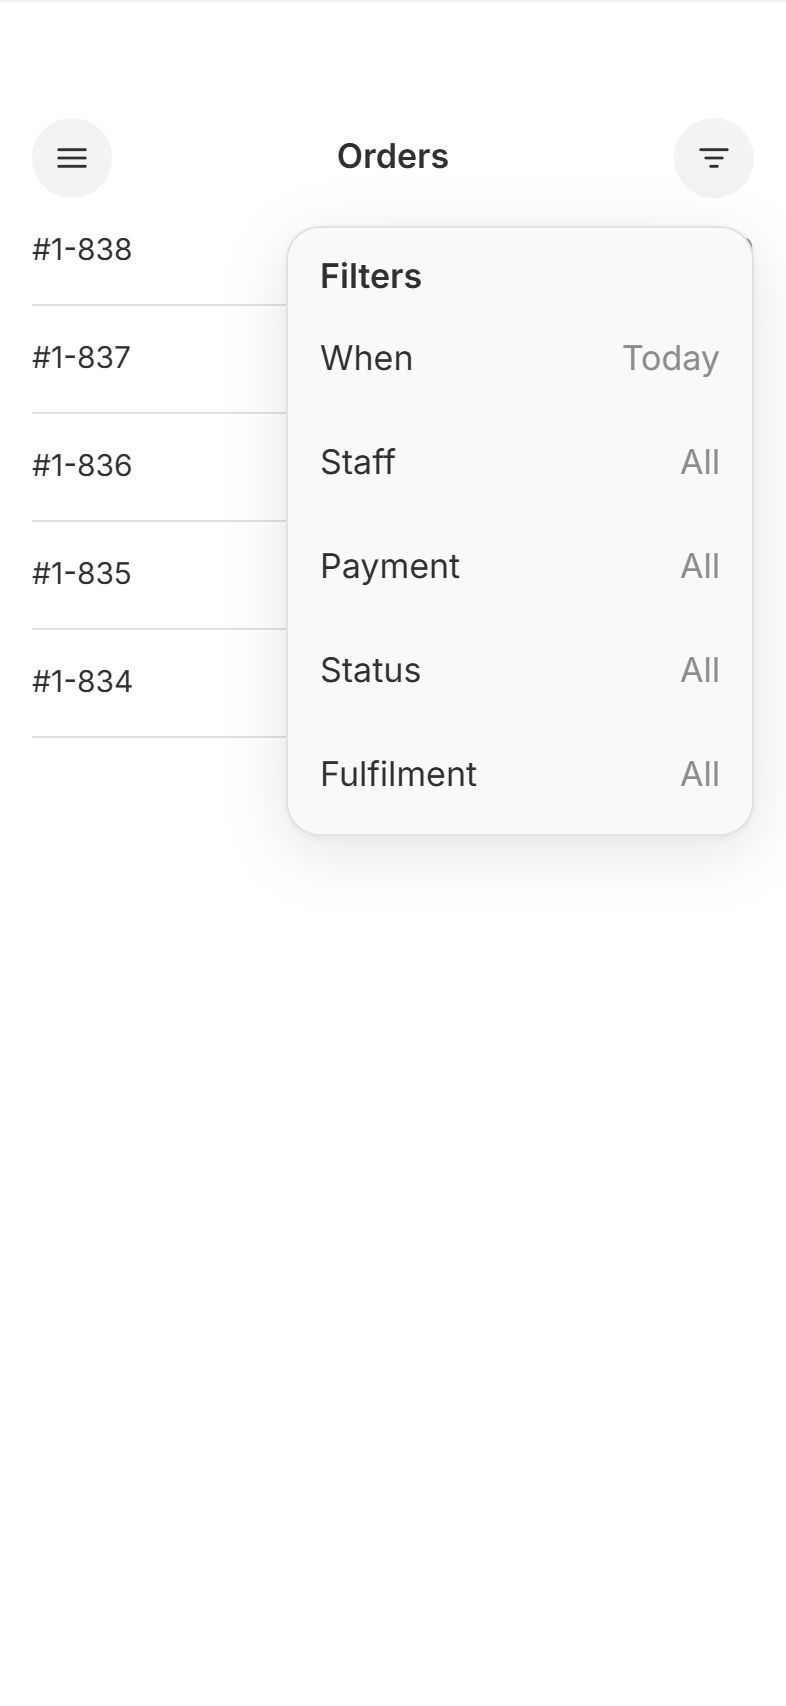 Orders
#1-838
#1-837
#1-836
#1-835
#1-834
Filters
When Today
Staff All
Payment All
Status All
Fulfilment All